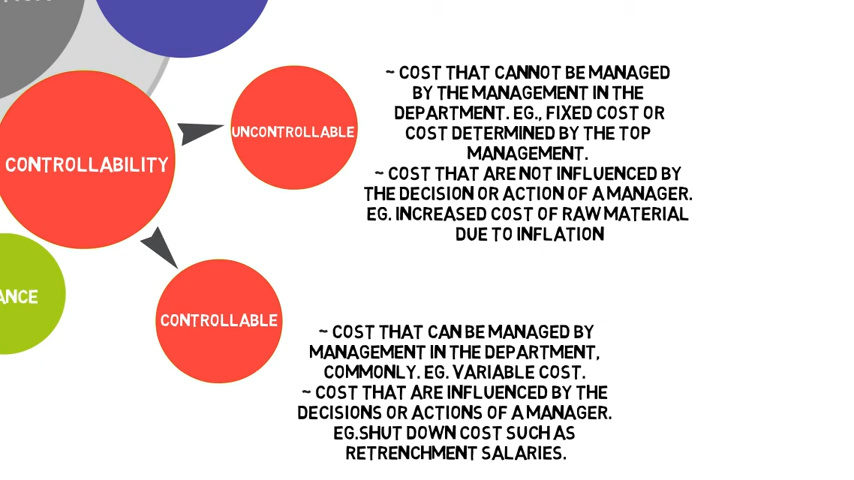 UNCONTROLLABLE
~ COST THAT CANNOT BE MANAGED
BY THE MANAGEMENT IN THE
DEPARTMENT. EG., FIXED COST OR
COST DETERMINED BY THE TOP
MANAGEMENT.
~ COST THAT ARE NOT INFLUENCED BY
THE DECISION OR ACTION OF A MANAGER.
EG. INCREASED COST OF RAW MATERIAL
DUE TO INFLATION
CONTROLLABILITY
ANCE
CONTROLLABLE
~ COST THAT CAN BE MANAGED BY
MANAGEMENT IN THE DEPARTMENT,
COMMONLY. EG. VARIABLE COST.
~ COST THAT ARE INFLUENCED BY THE
DECISIONS OR ACTIONS OF A MANAGER.
EG.SHUT DOWN COST SUCH AS
RETRENCHMENT SALARIES.